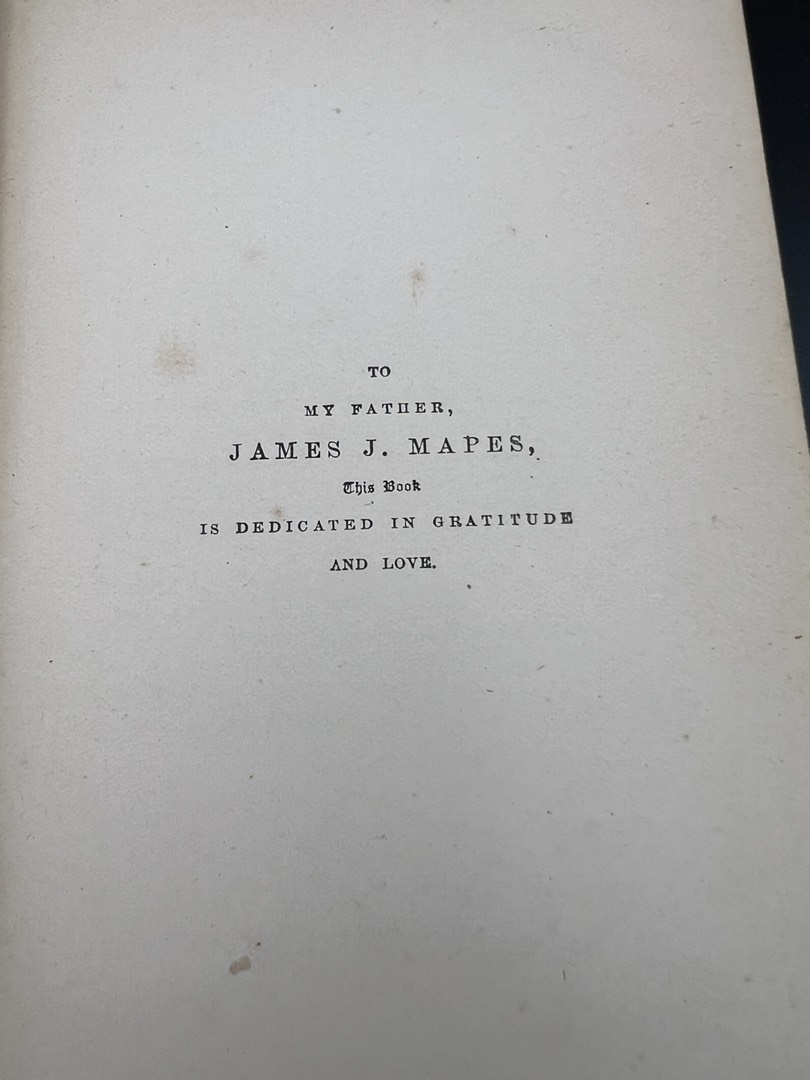 TO
MY FATHER,
JAMES J. MAPES,
This Book
IS DEDICATED IN GRATITUDE
AND LOVE.